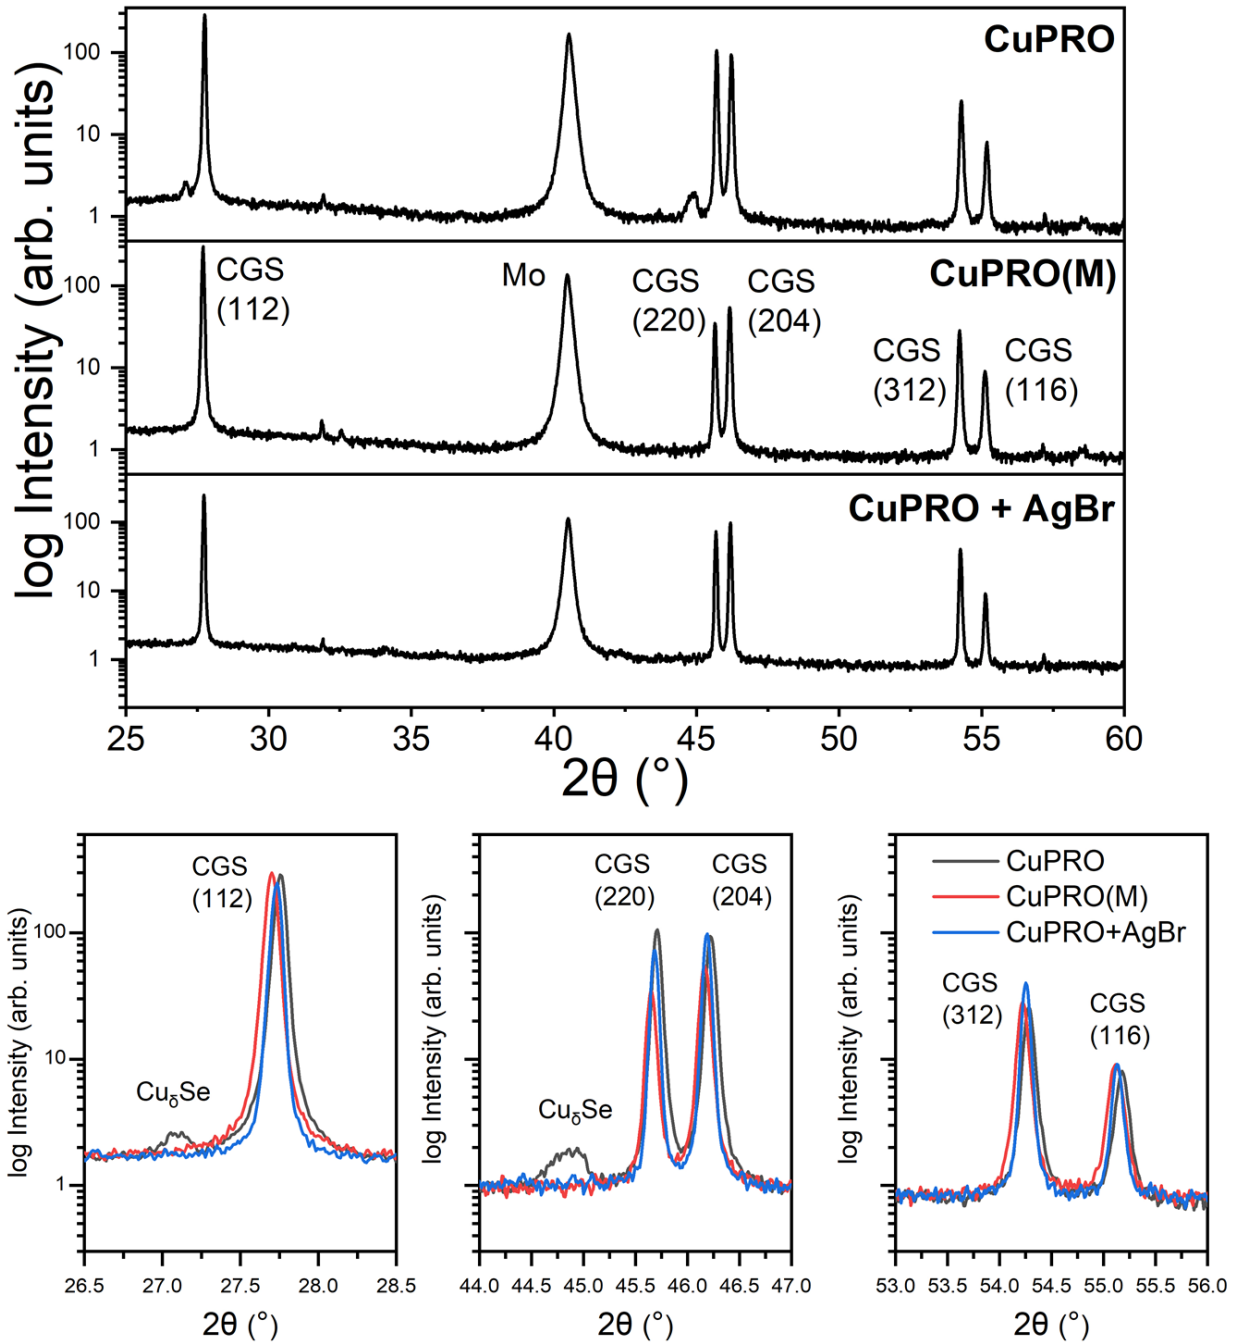 log Intensity (arb. units)
CuPRO
100
10
1
CuPRO(M)
CGS
(112)
Mo
CGS
(220)
CGS
(204)
CGS
(312)
CGS
(116)
100
10
1
CuPRO + AgBr
100
10
1
25 30 35 40 45 50 55 60
2θ (°)
log Intensity (arb. units)
CGS
(112)
CuδSe
100
10
1
26.5 27.0 27.5 28.0 28.5
2θ (°)
log Intensity (arb. units)
CGS
(220)
CGS
(204)
CuδSe
44.0 44.5 45.0 45.5 46.0 46.5 47.0
2θ (°)
log Intensity (arb. units)
CuPRO
CuPRO(M)
CuPRO+AgBr
CGS
(312)
CGS
(116)
53.0 53.5 54.0 54.5 55.0 55.5 56.0
2θ (°)